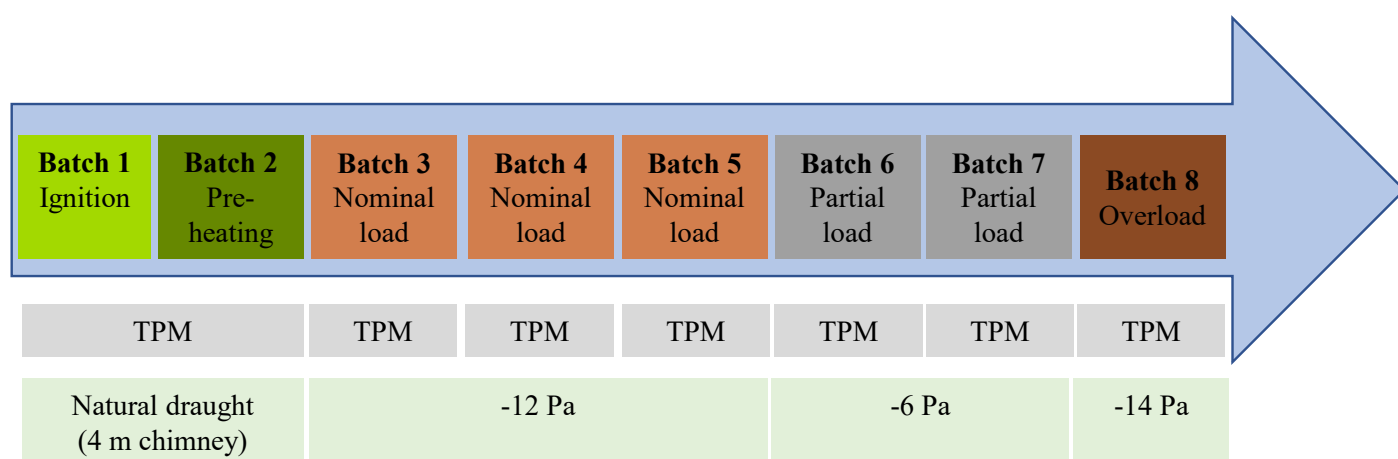 Batch 1
Ignition
Batch 2
Pre-
heating
Batch 3
Nominal
load
Batch 4
Nominal
load
Batch 5
Nominal
load
Batch 6
Partial
load
Batch 7
Partial
load
Batch 8
Overload
TPM
TPM
TPM
TPM
TPM
TPM
TPM
Natural draught
(4 m chimney)
-12 Pa
-6 Pa
-14 Pa